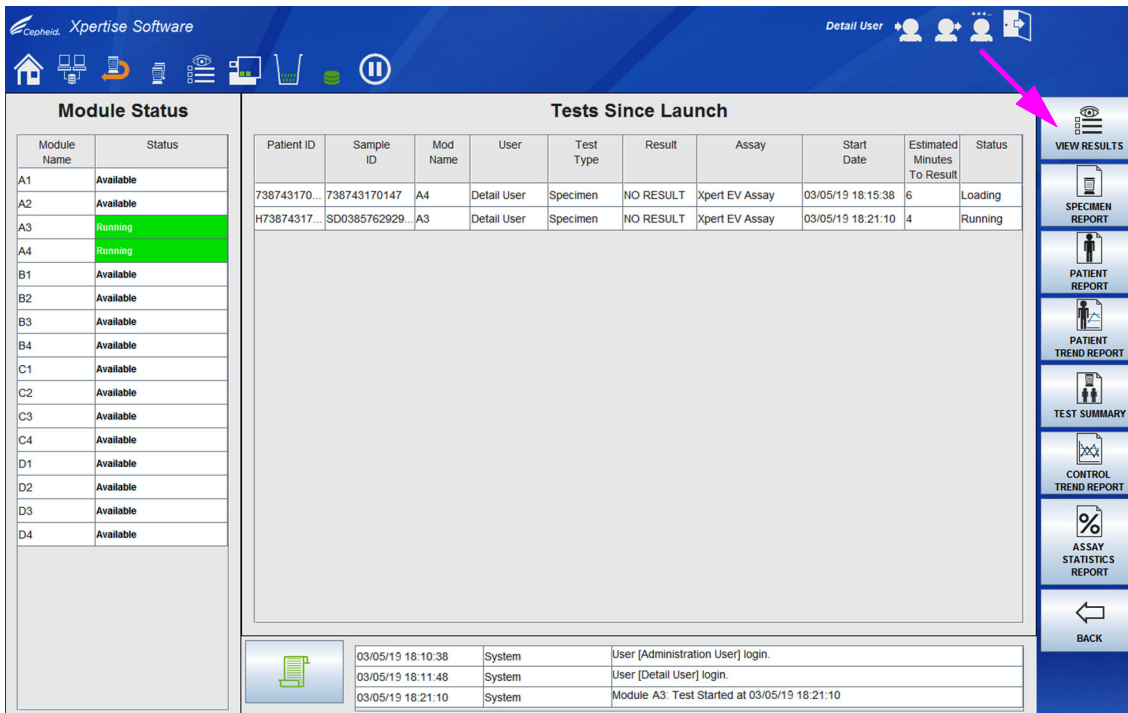 Cepheid. Xpertise Software
Detail User
Module Status
Module Name Status
A1 Available
A2 Available
A3 Running
A4 Running
B1 Available
B2 Available
B3 Available
B4 Available
C1 Available
C2 Available
C3 Available
C4 Available
D1 Available
D2 Available
D3 Available
D4 Available
Tests Since Launch
Patient ID Sample ID Mod Name User Test Type Result Assay Start Date Estimated Minutes To Result Status
738743170... 738743170147 A4 Detail User Specimen NO RESULT Xpert EV Assay 03/05/19 18:15:38 6 Loading
H73874317... SD0385762929... A3 Detail User Specimen NO RESULT Xpert EV Assay 03/05/19 18:21:10 4 Running
03/05/19 18:10:38 System User [Administration User] login.
03/05/19 18:11:48 System User [Detail User] login.
03/05/19 18:21:10 System Module A3: Test Started at 03/05/19 18:21:10
VIEW RESULTS
SPECIMEN
REPORT
PATIENT
REPORT
PATIENT
TREND REPORT
TEST SUMMARY
CONTROL
TREND REPORT
%
ASSAY
STATISTICS
REPORT
BACK